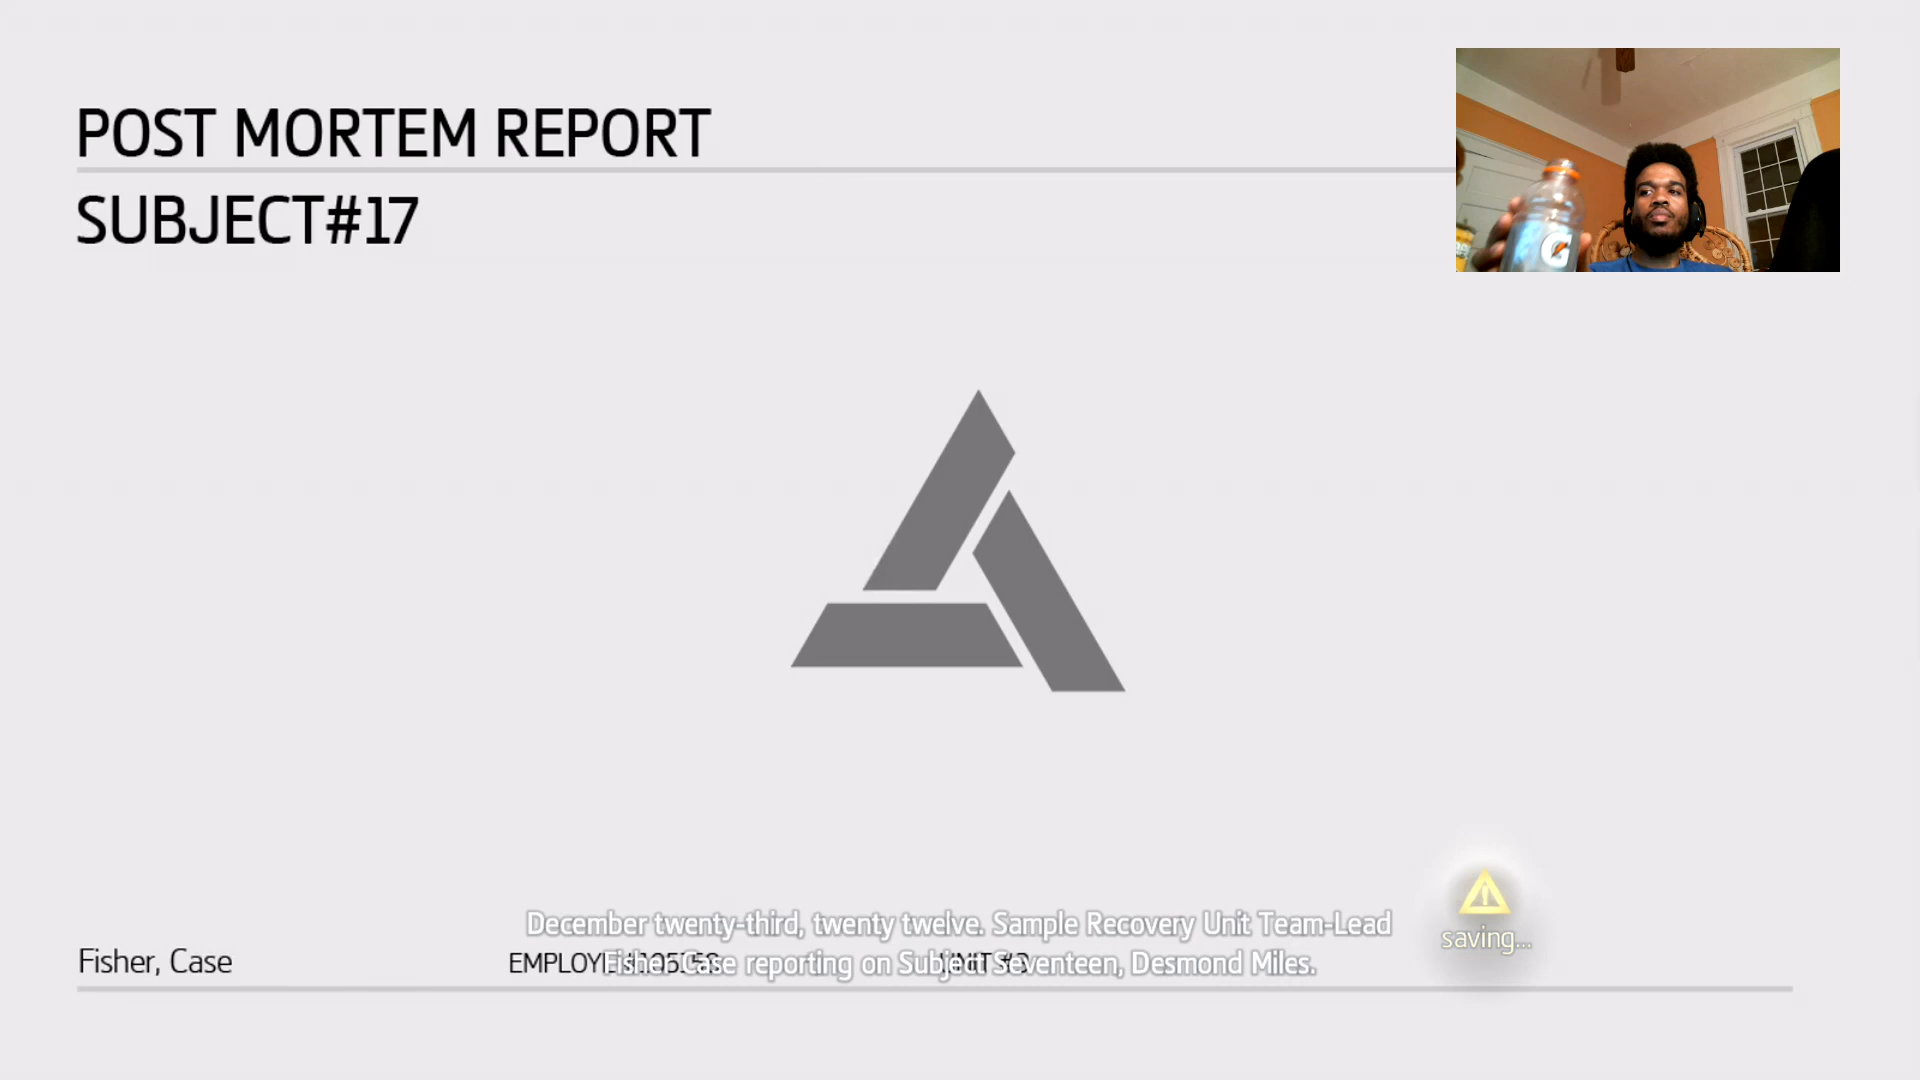 POST MORTEM REPORT
SUBJECT#17
G
December twenty-third, twenty twelve. Sample Recovery Unit Team-Lead
Fisher Case reporting on Subject Seventeen, Desmond Miles.
Fisher, Case
UNIT
saving...